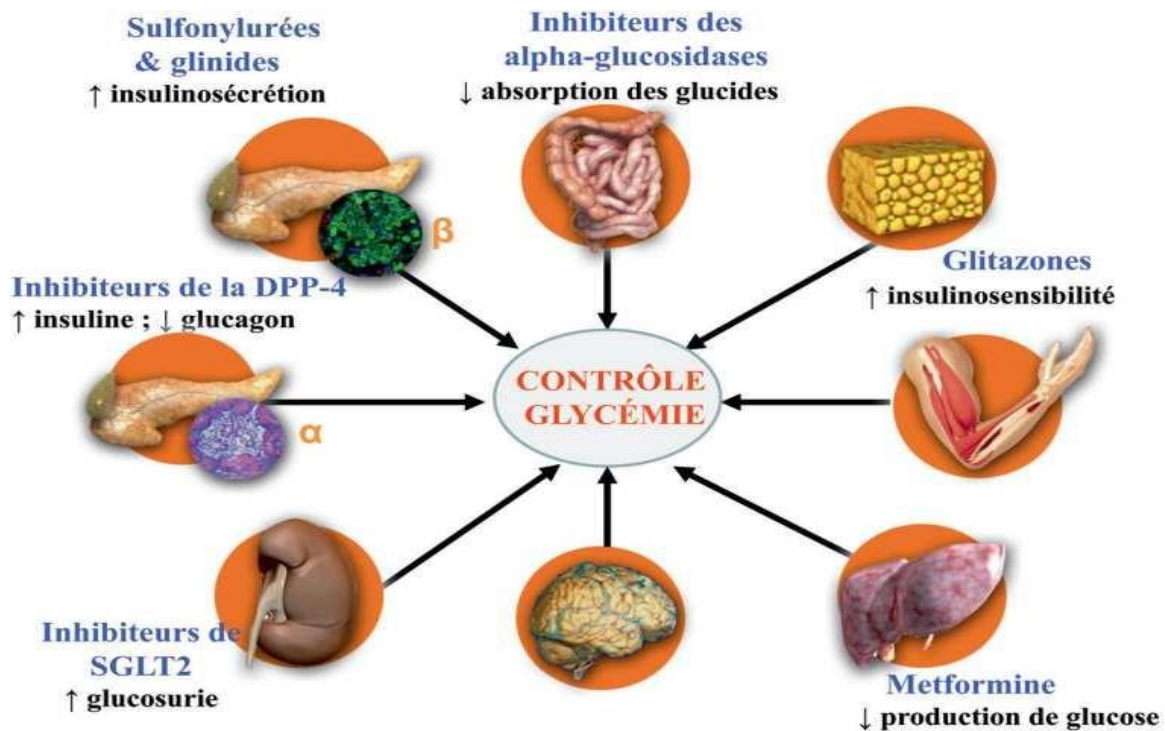 Sulfonylurées
& glinides
↑ insulinosécrétion
Inhibiteurs des
alpha-glucosidases
↓ absorption des glucides
β
Glitazones
↑ insulinosensibilité
Inhibiteurs de la DPP-4
↑ insuline ; ↓ glucagon
α
CONTRÔLE
GLYCÉMIE
Inhibiteurs de
SGLT2
↑ glucosurie
Metformine
↓ production de glucose